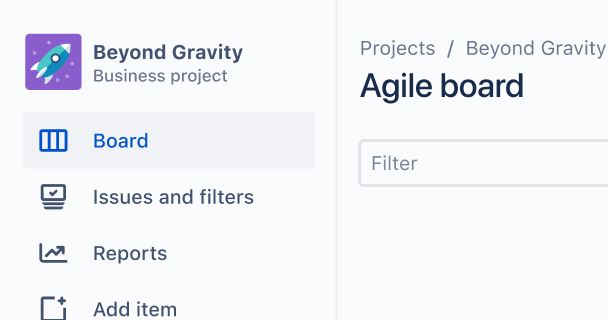 Beyond Gravity
Business project
Board
Issues and filters
Reports
Add item
Projects / Beyond Gravity
Agile board
Filter